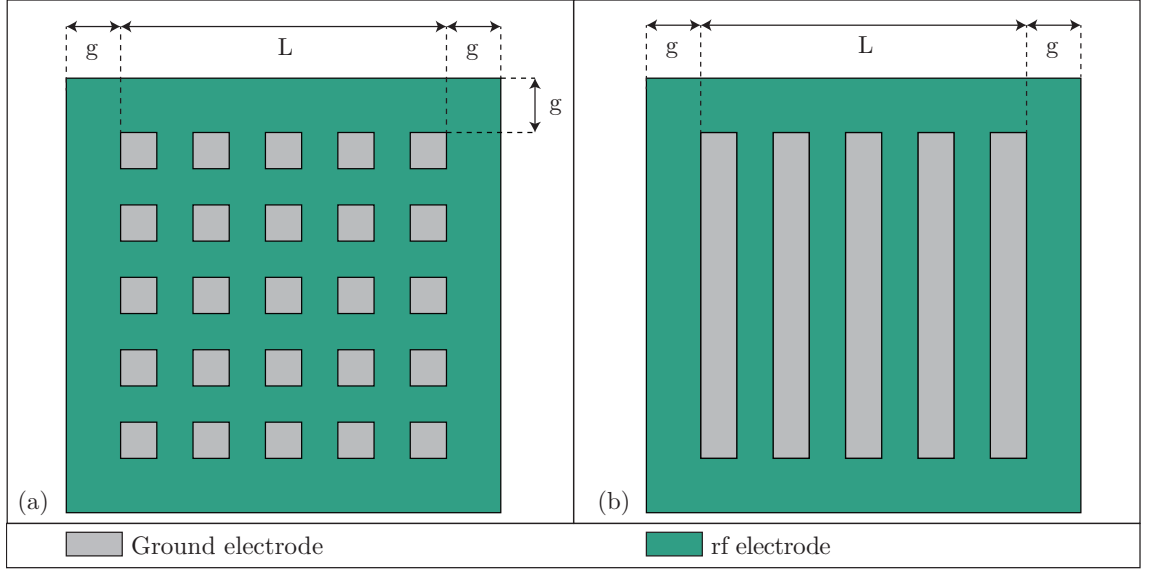 g L g
g
(a)
g L g
(b)
Ground electrode
rf electrode